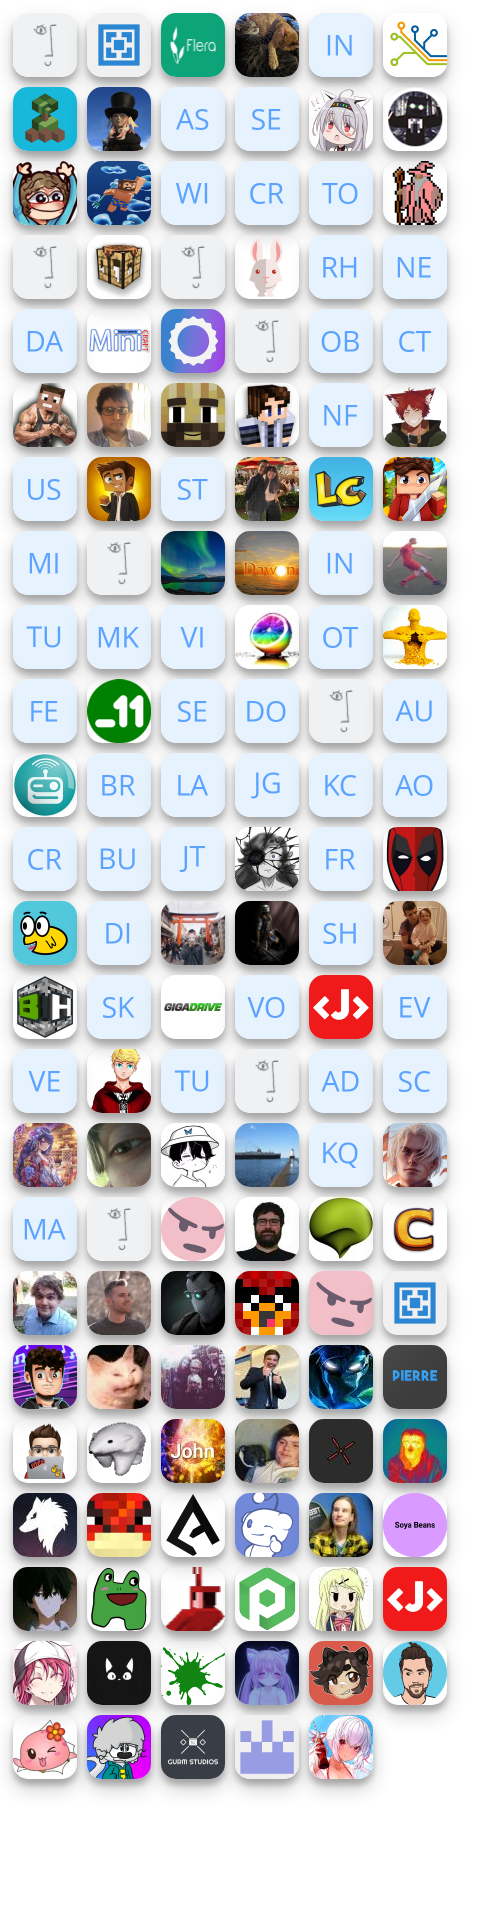 Flera
IN
AS
SE
WI
CR
TO
RH
NE
DA
Mini
CRAFT
OB
CT
NF
US
ST
LC
MI
Dawn
IN
TU
MK
VI
OT
FE
_11
SE
DO
AU
BR
LA
JG
KC
AO
CR
BU
JT
FR
DI
SH
BH
SK
GIGADRIVE
VO
<J>
EV
VE
TU
AD
SC
KQ
MA
C
PIERRE
John
Soya Beans
<J>
GURM STUDIOS